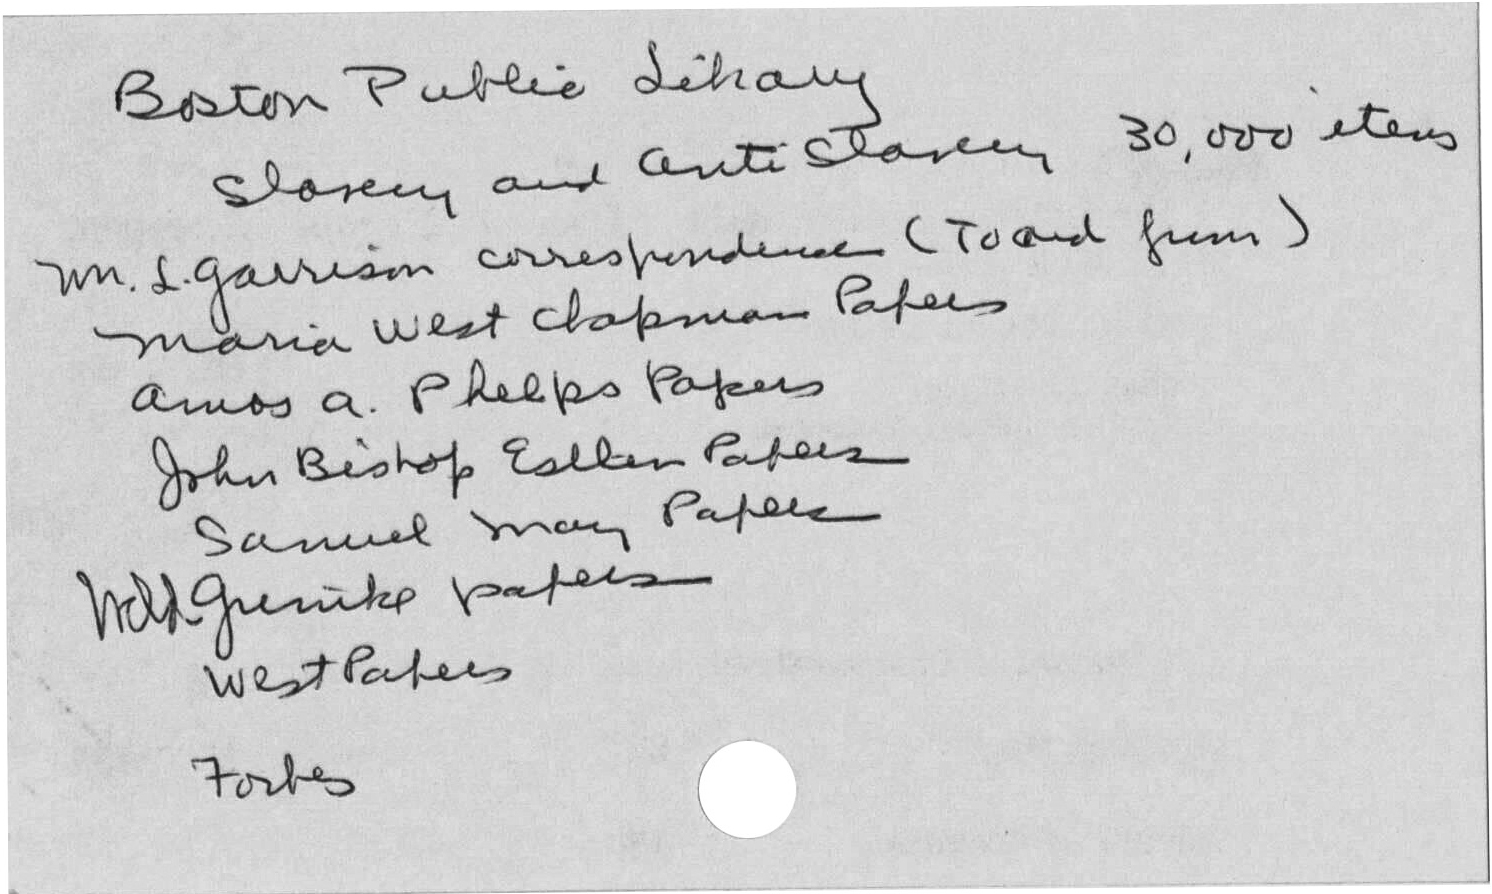 Boston Public Library
Slavery and Anti Slavery 30,000 items
Wm. L. Garrison correspondence (To and from)
Maria West Chapman Papers
Amos A. Phelps Papers
John Bishop Estlin Papers
Samuel May Papers
Weld Grimke papers
West Papers
Forbes